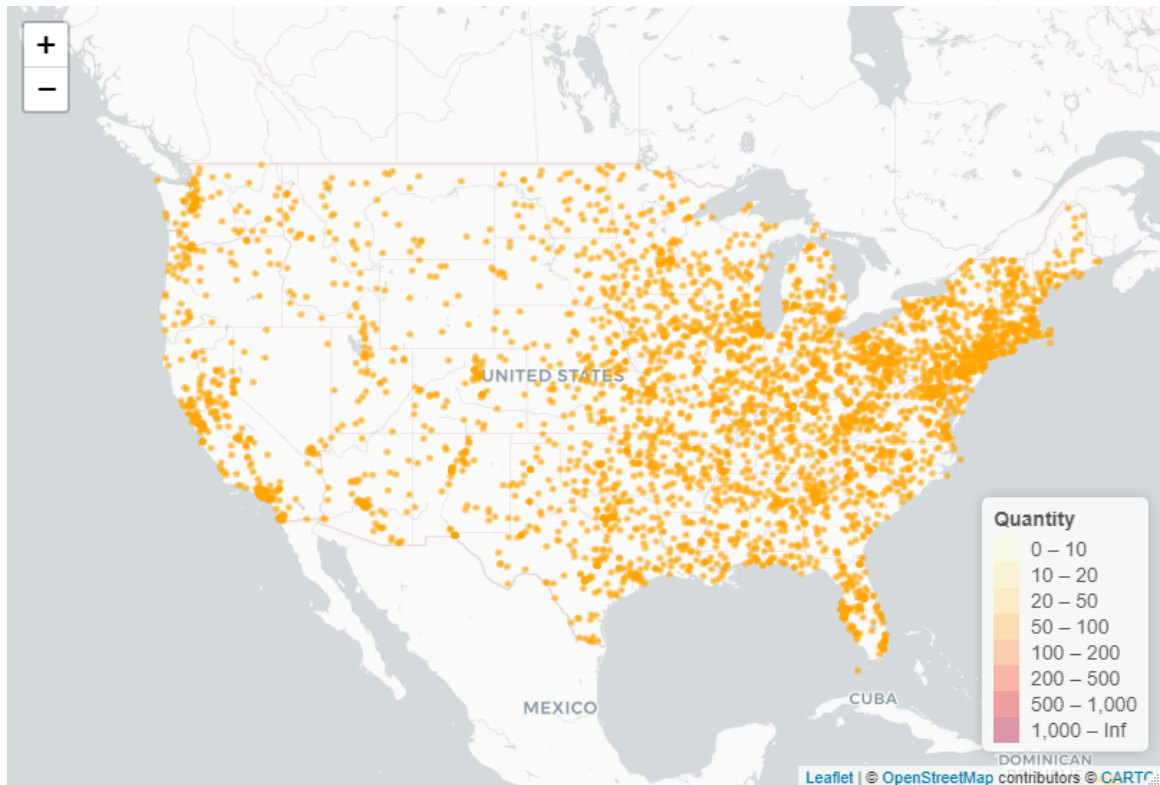 +
−
UNITED STATES
MEXICO
CUBA
Quantity
0 – 10
10 – 20
20 – 50
50 – 100
100 – 200
200 – 500
500 – 1,000
1,000 – Inf
DOMINICAN
Leaflet | © OpenStreetMap contributors © CARTO